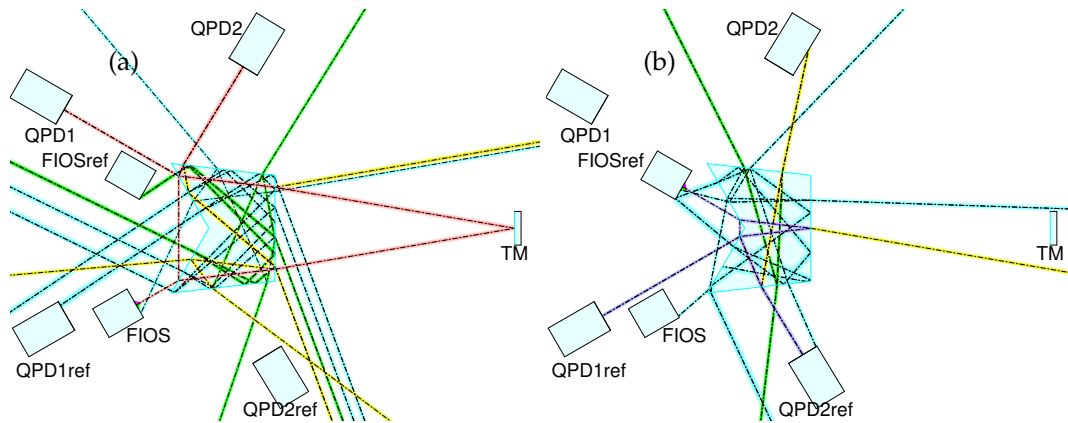 (a)
QPD2
QPD1
FIOSref
TM
FIOS
QPD1ref
QPD2ref
(b)
QPD2
QPD1
FIOSref
TM
FIOS
QPD1ref
QPD2ref